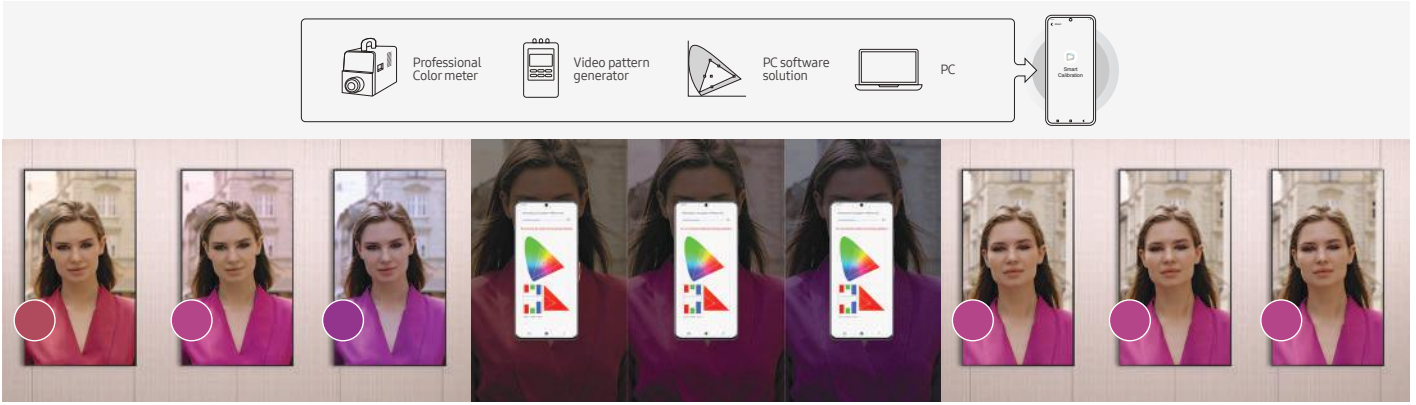 Professional
Color meter
Video pattern
generator
PC software
solution
PC
Smart
Calibration